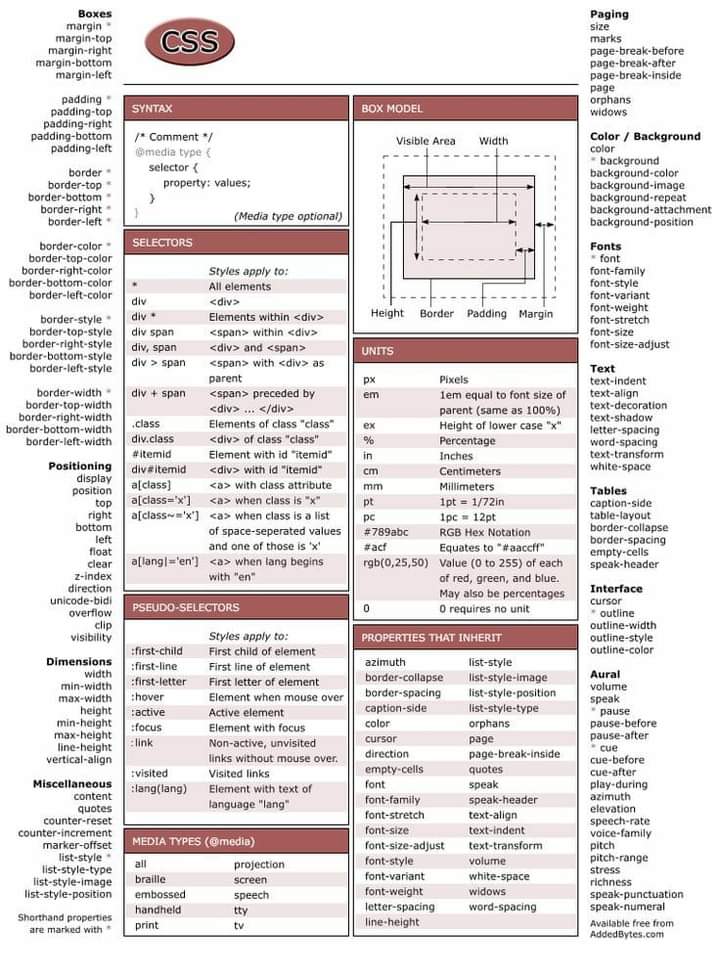 Boxes
margin *
margin-top
margin-right
margin-bottom
margin-left
padding *
padding-top
padding-right
padding-bottom
padding-left
border *
border-top *
border-bottom *
border-right *
border-left *
border-color *
border-top-color
border-right-color
border-bottom-color
border-left-color
border-style *
border-top-style
border-right-style
border-bottom-style
border-left-style
border-width *
border-top-width
border-right-width
border-bottom-width
border-left-width
Positioning
display
position
top
right
bottom
left
float
clear
z-index
direction
unicode-bidi
overflow
clip
visibility
Dimensions
width
min-width
max-width
height
min-height
max-height
line-height
vertical-align
Miscellaneous
content
quotes
counter-reset
counter-increment
marker-offset
list-style *
list-style-type
list-style-image
list-style-position
Shorthand properties
are marked with *
CSS
SYNTAX
/* Comment */
@media type {
selector {
property: values;
}
}
(Media type optional)
SELECTORS
Styles apply to:
* All elements
div <div>
div * Elements within <div>
div span <span> within <div>
div, span <div> and <span>
div > span <span> with <div> as
parent
div + span <span> preceded by
<div> ... </div>
.class Elements of class "class"
div.class <div> of class "class"
#itemid Element with id "itemid"
div#itemid <div> with id "itemid"
a[class] <a> with class attribute
a[class='x'] <a> when class is "x"
a[class~='x'] <a> when class is a list
of space-seperated values
and one of those is 'x'
a[lang|='en'] <a> when lang begins
with "en"
PSEUDO-SELECTORS
Styles apply to:
:first-child First child of element
:first-line First line of element
:first-letter First letter of element
:hover Element when mouse over
:active Active element
:focus Element with focus
:link Non-active, unvisited
links without mouse over.
:visited Visited links
:lang(lang) Element with text of
language "lang"
MEDIA TYPES (@media)
all projection
braille screen
embossed speech
handheld tty
print tv
BOX MODEL
Visible Area Width
Height Border Padding Margin
UNITS
px Pixels
em 1em equal to font size of
parent (same as 100%)
ex Height of lower case "x"
% Percentage
in Inches
cm Centimeters
mm Millimeters
pt 1pt = 1/72in
pc 1pc = 12pt
#789abc RGB Hex Notation
#acf Equates to "#aaccff"
rgb(0,25,50) Value (0 to 255) of each
of red, green, and blue.
May also be percentages
0 0 requires no unit
PROPERTIES THAT INHERIT
azimuth list-style
border-collapse list-style-image
border-spacing list-style-position
caption-side list-style-type
color orphans
cursor page
direction page-break-inside
empty-cells quotes
font speak
font-family speak-header
font-stretch text-align
font-size text-indent
font-size-adjust text-transform
font-style volume
font-variant white-space
font-weight widows
letter-spacing word-spacing
line-height
Paging
size
marks
page-break-before
page-break-after
page-break-inside
page
orphans
widows
Color / Background
color
* background
background-color
background-image
background-repeat
background-attachment
background-position
Fonts
* font
font-family
font-style
font-variant
font-weight
font-stretch
font-size
font-size-adjust
Text
text-indent
text-align
text-decoration
text-shadow
letter-spacing
word-spacing
text-transform
white-space
Tables
caption-side
table-layout
border-collapse
border-spacing
empty-cells
speak-header
Interface
cursor
* outline
outline-width
outline-style
outline-color
Aural
volume
speak
* pause
pause-before
pause-after
* cue
cue-before
cue-after
play-during
azimuth
elevation
speech-rate
voice-family
pitch
pitch-range
stress
richness
speak-punctuation
speak-numeral
Available free from
AddedBytes.com